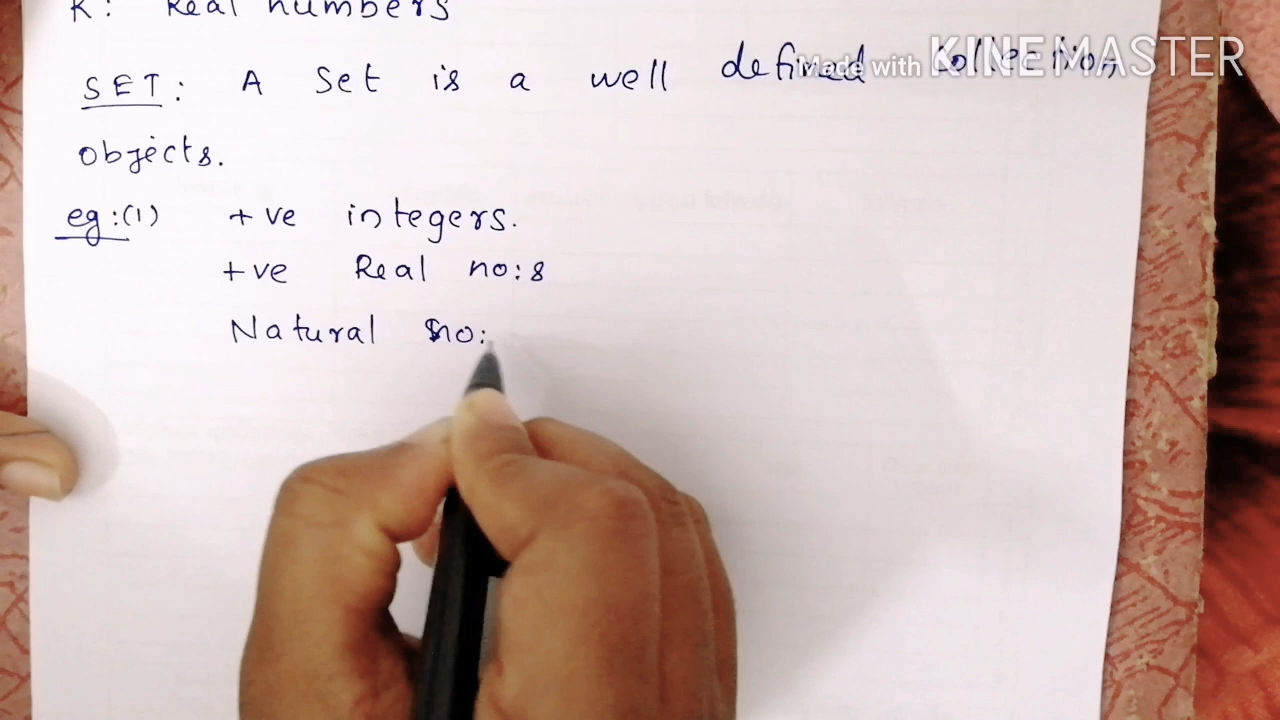 R: Real numbers
SET: A Set is a well defined collection
objects.
eg:(1) +ve integers.
+ve Real no:s
Natural no:
Made with KINEMASTER